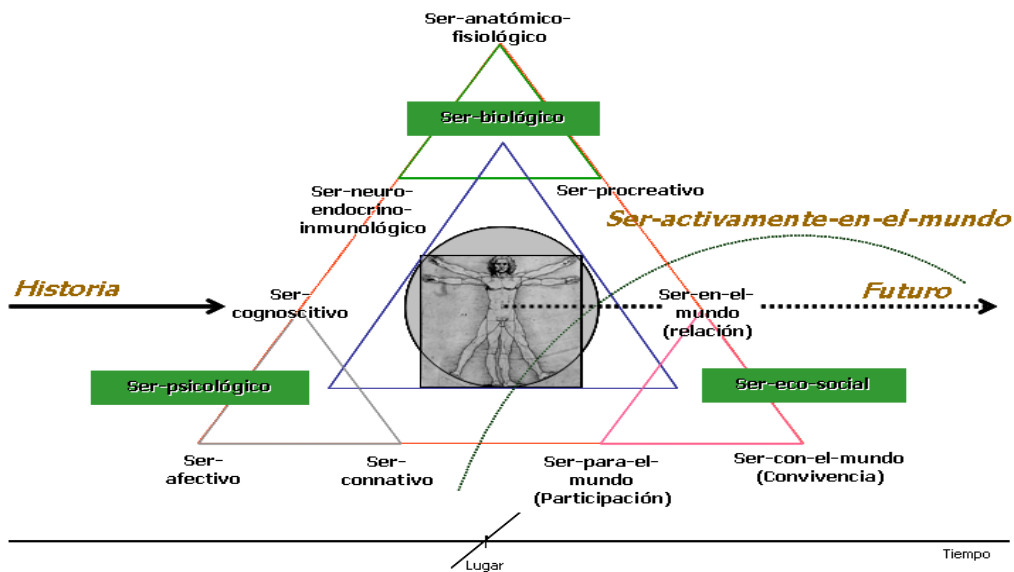 Ser-anatómico-
fisiológico
Ser-biológico
Ser-neuro-
endocrino-
inmunológico
Ser-procreativo
Ser-activamente-en-el-mundo
Historia
Ser-
cognoscitivo
Ser-en-el-
mundo
(relación)
Futuro
Ser-psicológico
Ser-eco-social
Ser-
afectivo
Ser-
connativo
Ser-para-el-
mundo
(Participación)
Ser-con-el-mundo
(Convivencia)
Lugar
Tiempo